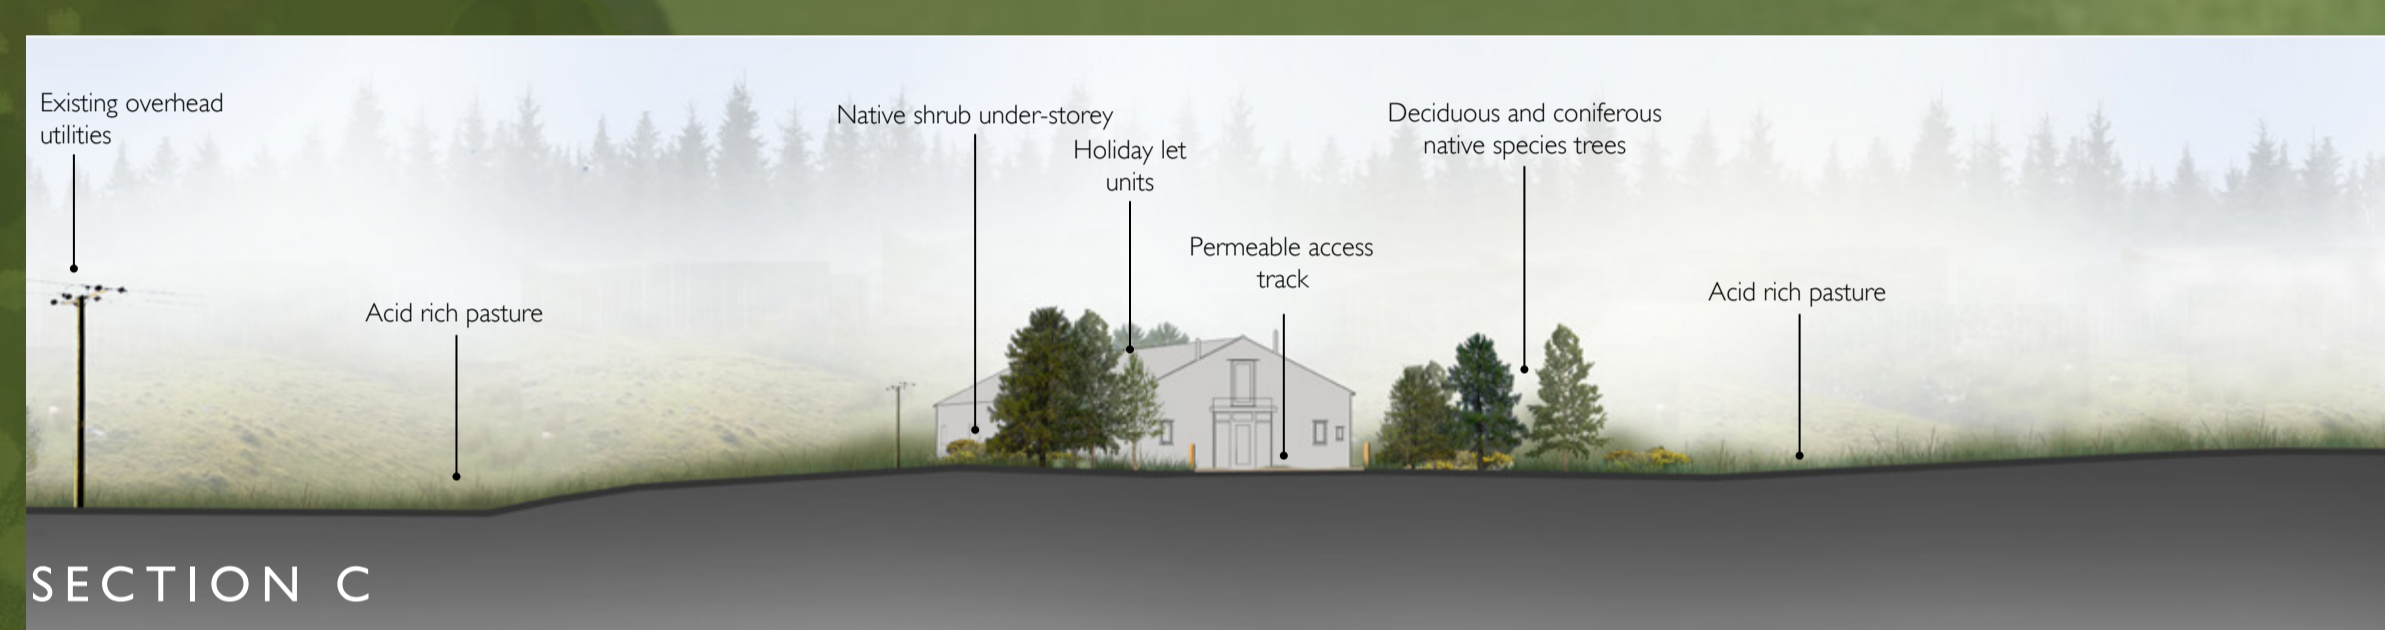 Existing overhead
utilities
Acid rich pasture
Native shrub under-storey
Holiday let
units
Permeable access
track
Deciduous and coniferous
native species trees
Acid rich pasture
SECTION C